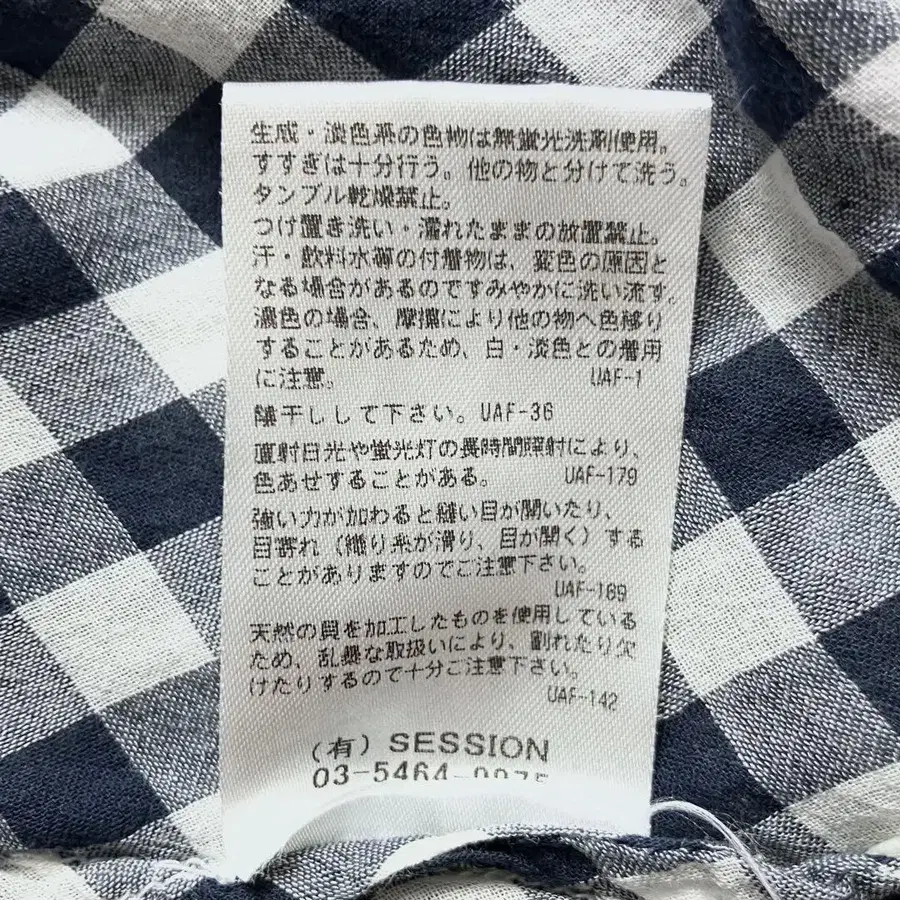 生成・淡色系の色物は無蛍光洗剤使用。
すすぎは十分行う。他の物と分けて洗う。
タンブル乾燥禁止。
つけ置き洗い・濡れたままの放置禁止。
汗・飲料水等の付着物は、変色の原因と
なる場合があるのですみやかに洗い流す。
濃色の場合、摩擦により他の物へ色移り
することがあるため、白・淡色との着用
に注意。 UAF-1
陰干しして下さい。UAF-36
直射日光や蛍光灯の長時間照射により、
色あせすることがある。 UAF-179
強い力が加わると縫い目が開いたり、
目寄れ（織り糸が滑り、目が開く）する
ことがありますのでご注意下さい。
UAF-189
天然の貝を加工したものを使用している
ため、乱暴な取扱いにより、割れたり欠
けたりするので十分ご注意下さい。
UAF-142
（有）SESSION
03-5464-